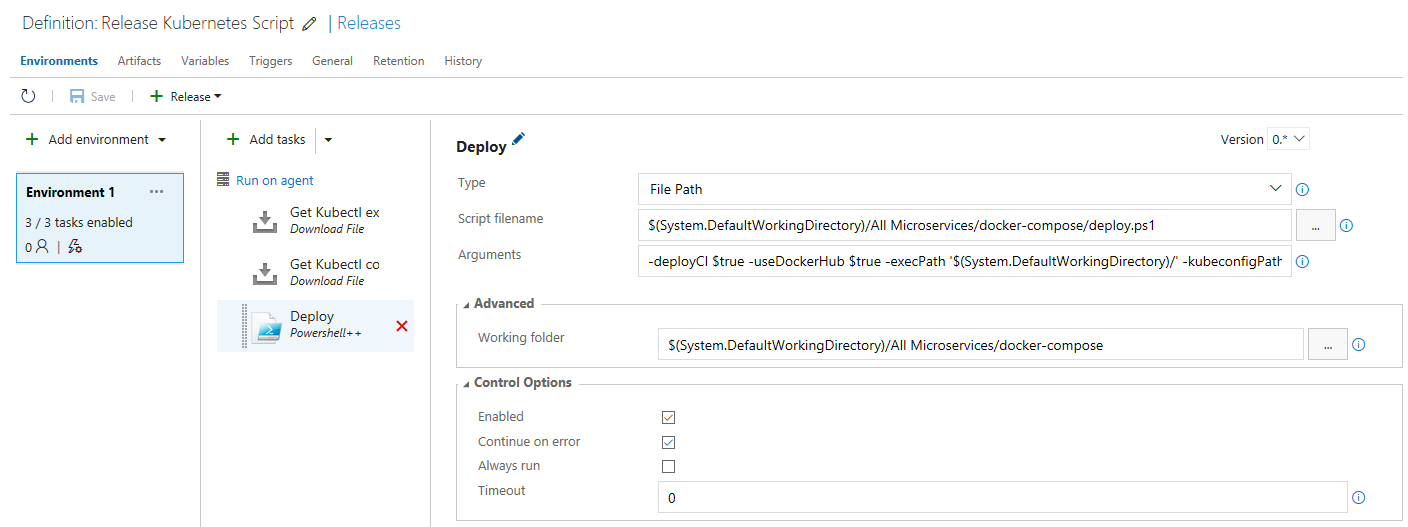 Definition: Release Kubernetes Script | Releases
Environments Artifacts Variables Triggers General Retention History
Save Release
Add environment
Add tasks
Environment 1 ...
3 / 3 tasks enabled
0 |
Run on agent
Get Kubectl ex
Download File
Get Kubectl co
Download File
Deploy
Powershell++
Deploy
Version 0.*
Type File Path
Script filename $(System.DefaultWorkingDirectory)/All Microservices/docker-compose/deploy.ps1 ...
Arguments -deployCI $true -useDockerHub $true -execPath '$(System.DefaultWorkingDirectory)/' -kubeconfigPath
Advanced
Working folder $(System.DefaultWorkingDirectory)/All Microservices/docker-compose ...
Control Options
Enabled
Continue on error
Always run
Timeout 0